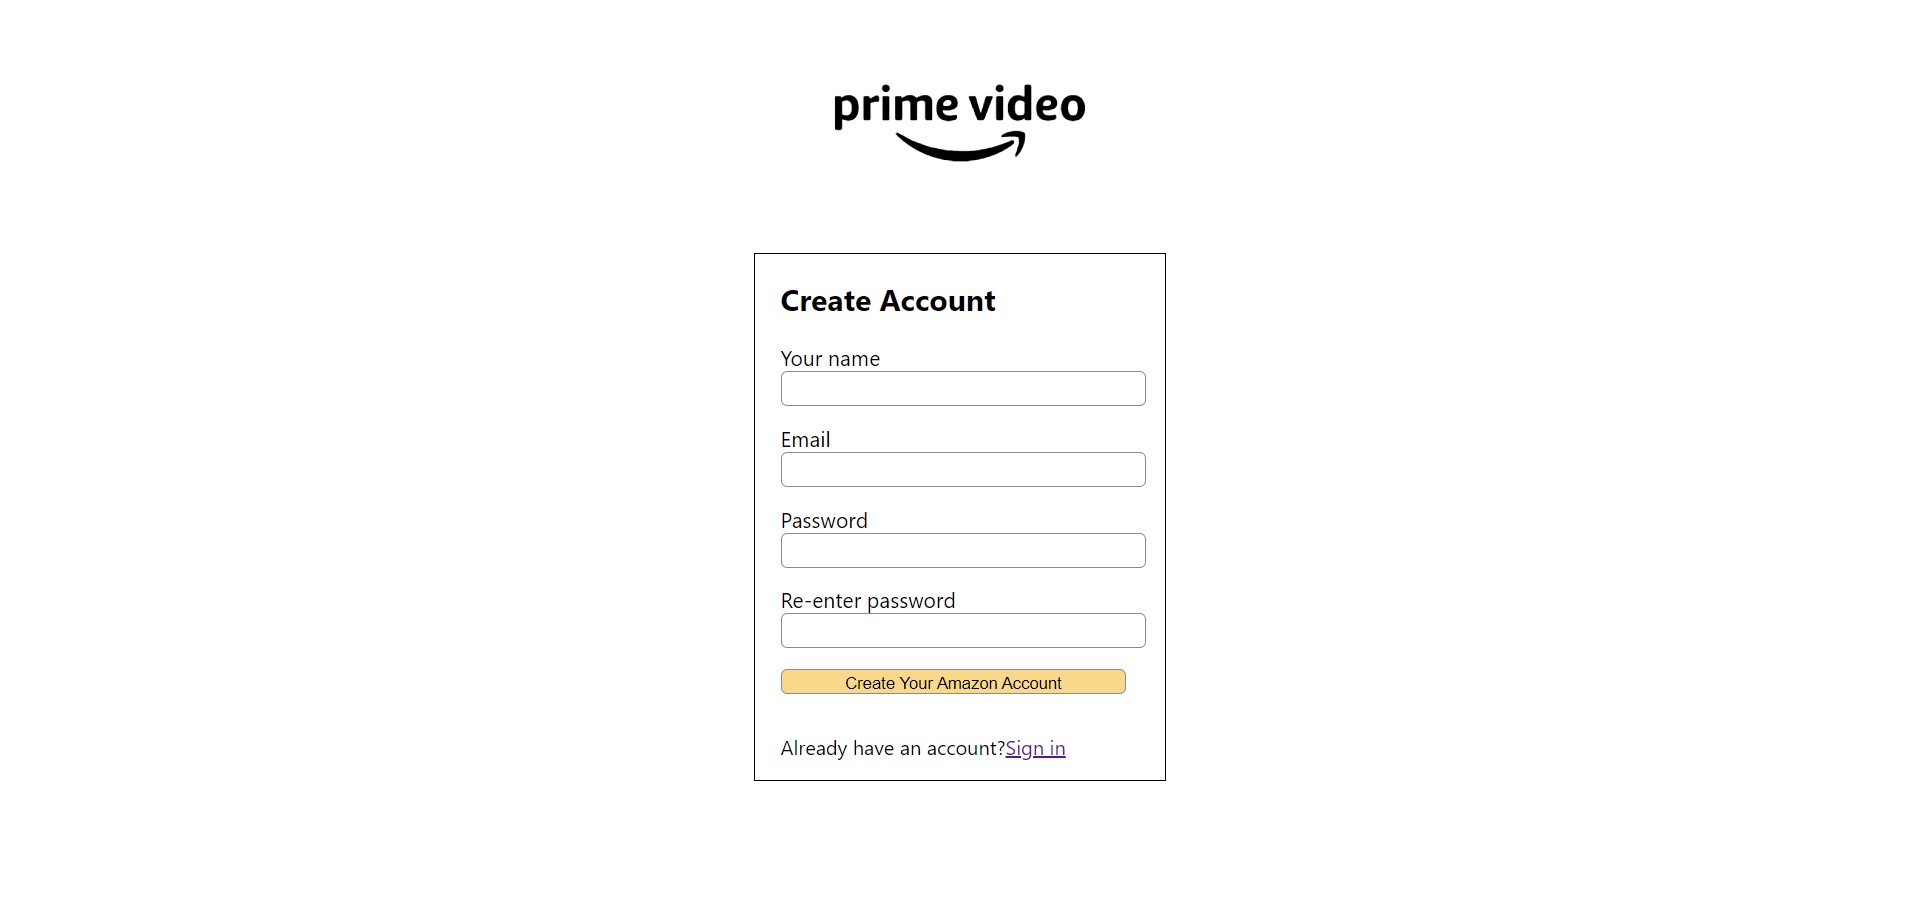 prime video
Create Account
Your name
Email
Password
Re-enter password
Create Your Amazon Account
Already have an account?Sign in